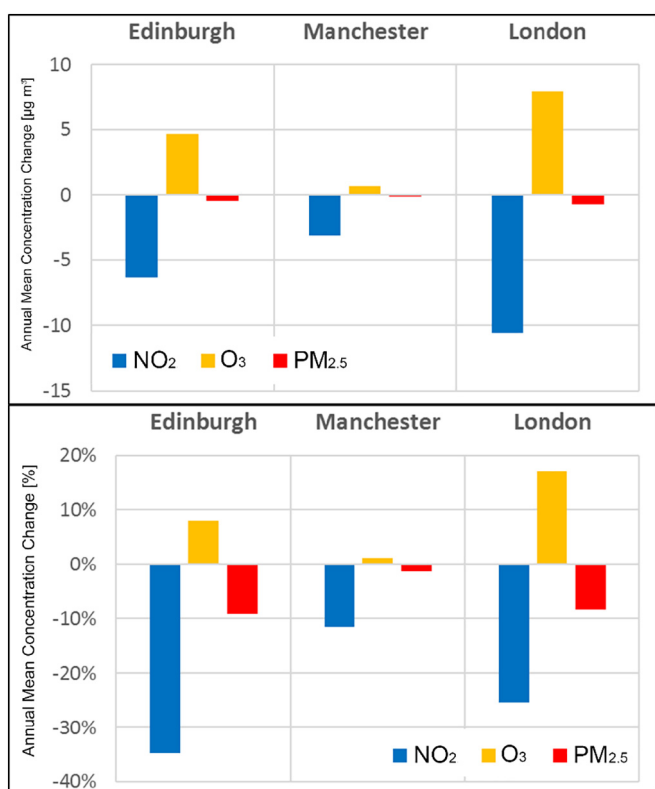 Edinburgh Manchester London
Annual Mean Concentration Change [µg m³]
10
5
0
-5
-10
-15
NO₂ O₃ PM₂.₅
Edinburgh Manchester London
Annual Mean Concentration Change [%]
20%
10%
0%
-10%
-20%
-30%
-40%
NO₂ O₃ PM₂.₅